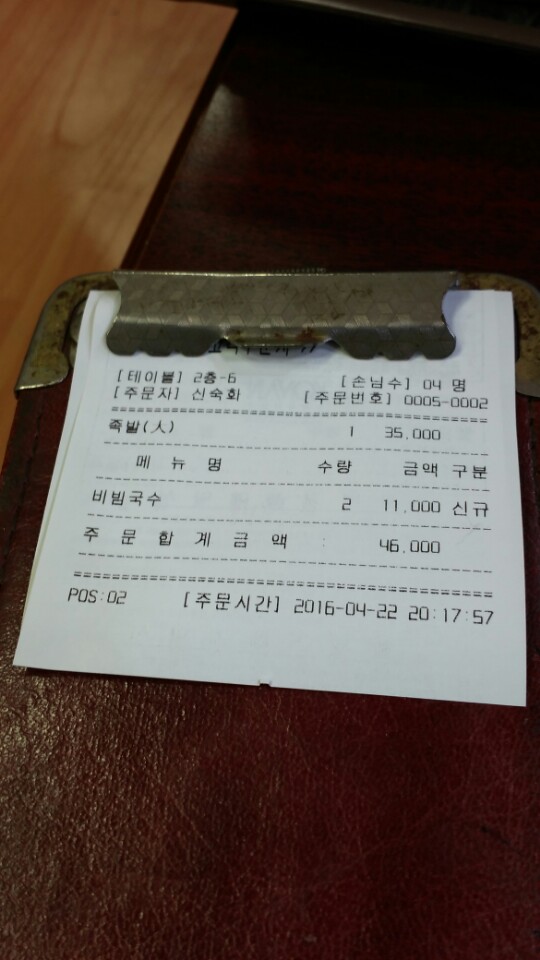 [테이블] 2층-6 [손님수] 04 명
[주문자] 신숙화 [주문번호] 0005-0002
족발(人) 1 35,000
메 뉴 명 수량 금액 구분
비빔국수 2 11,000 신규
주 문 합 계 금 액 : 46,000
POS:02 [주문시간] 2016-04-22 20:17:57